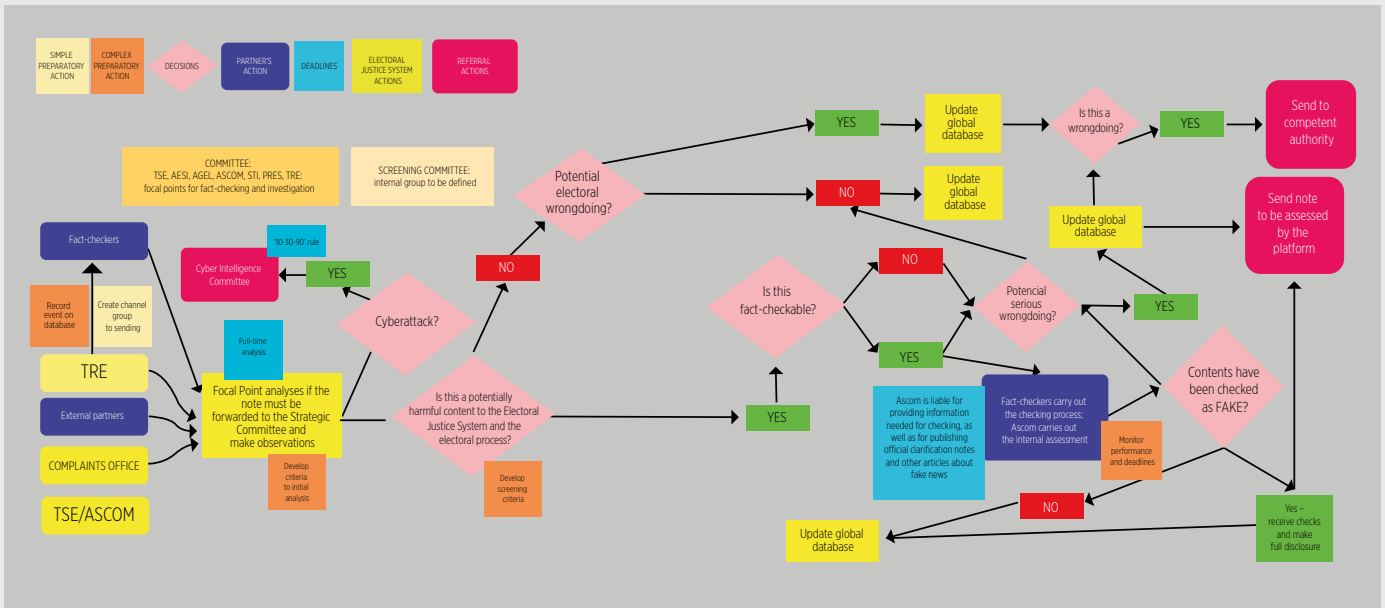 SIMPLE
PREPARATORY
ACTION
COMPLEX
PREPARATORY
ACTION
DECISIONS
PARTNER'S
ACTION
DEADLINES
ELECTORAL
JUSTICE SYSTEM
ACTIONS
REFERRAL
ACTIONS
COMMITTEE:
TSE, AESI, AGEL, ASCOM, STI, PRES, TRE:
focal points for fact-checking and investigation
SCREENING COMMITTEE:
internal group to be defined
Fact-checkers
Record
event on
database
Create channel
group
to sending
TRE
External partners
COMPLAINTS OFFICE
TSE/ASCOM
'10-30-90' rule
Cyber Intelligence
Committee
YES
Full-time
analysis
Focal Point analyses if the
note must be
forwarded to the Strategic
Committee and
make observations
Develop
criteria
to initial
analysis
Cyberattack?
Is this a potentially
harmful content to the Electoral
Justice System and the
electoral process?
Develop
screening
criteria
NO
Potential
electoral
wrongdoing?
YES
Update
global
database
Is this a
wrongdoing?
YES
Send to
competent
authority
NO
Update
global
database
Update global
database
Send note
to be assessed
by the
platform
Is this
fact-checkable?
YES
NO
YES
Potencial
serious
wrongdoing?
YES
Ascom is liable for
providing information
needed for checking, as
well as for publishing
official clarification notes
and other articles about
fake news
Fact-checkers carry out
the checking process;
Ascom carries out
the internal assessment
Monitor
performance
and deadlines
Contents have
been checked
as FAKE?
NO
Update global
database
Yes –
receive checks
and make
full disclosure